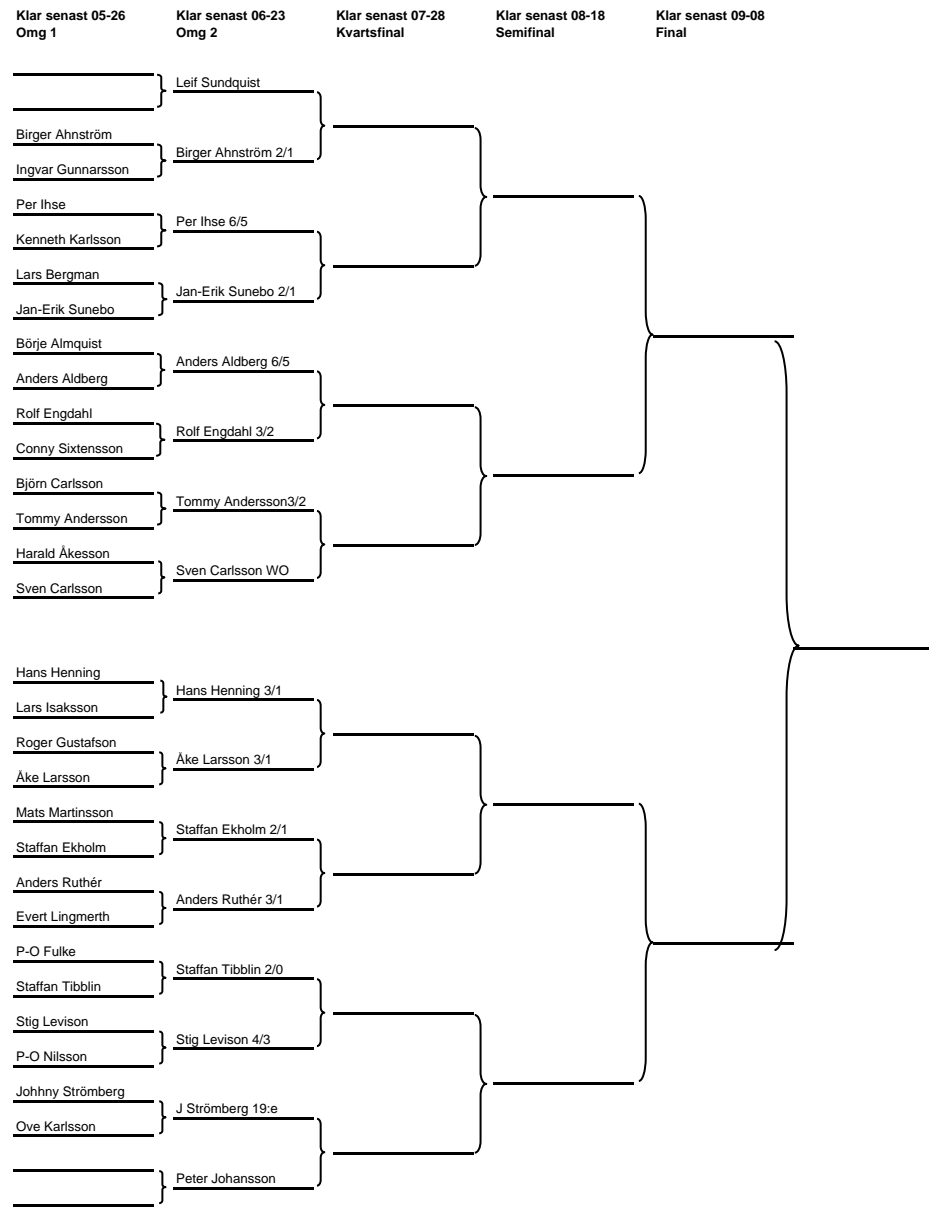 Klar senast 05-26
Omg 1
Klar senast 06-23
Omg 2
Klar senast 07-28
Kvartsfinal
Klar senast 08-18
Semifinal
Klar senast 09-08
Final
Leif Sundquist
Birger Ahnström
Ingvar Gunnarsson
Birger Ahnström 2/1
Per Ihse
Kenneth Karlsson
Per Ihse 6/5
Lars Bergman
Jan-Erik Sunebo
Jan-Erik Sunebo 2/1
Börje Almquist
Anders Aldberg
Anders Aldberg 6/5
Rolf Engdahl
Conny Sixtensson
Rolf Engdahl 3/2
Björn Carlsson
Tommy Andersson
Tommy Andersson3/2
Harald Åkesson
Sven Carlsson
Sven Carlsson WO
Hans Henning
Lars Isaksson
Hans Henning 3/1
Roger Gustafson
Åke Larsson
Åke Larsson 3/1
Mats Martinsson
Staffan Ekholm
Staffan Ekholm 2/1
Anders Ruthér
Evert Lingmerth
Anders Ruthér 3/1
P-O Fulke
Staffan Tibblin
Staffan Tibblin 2/0
Stig Levison
P-O Nilsson
Stig Levison 4/3
Johhny Strömberg
Ove Karlsson
J Strömberg 19:e
Peter Johansson